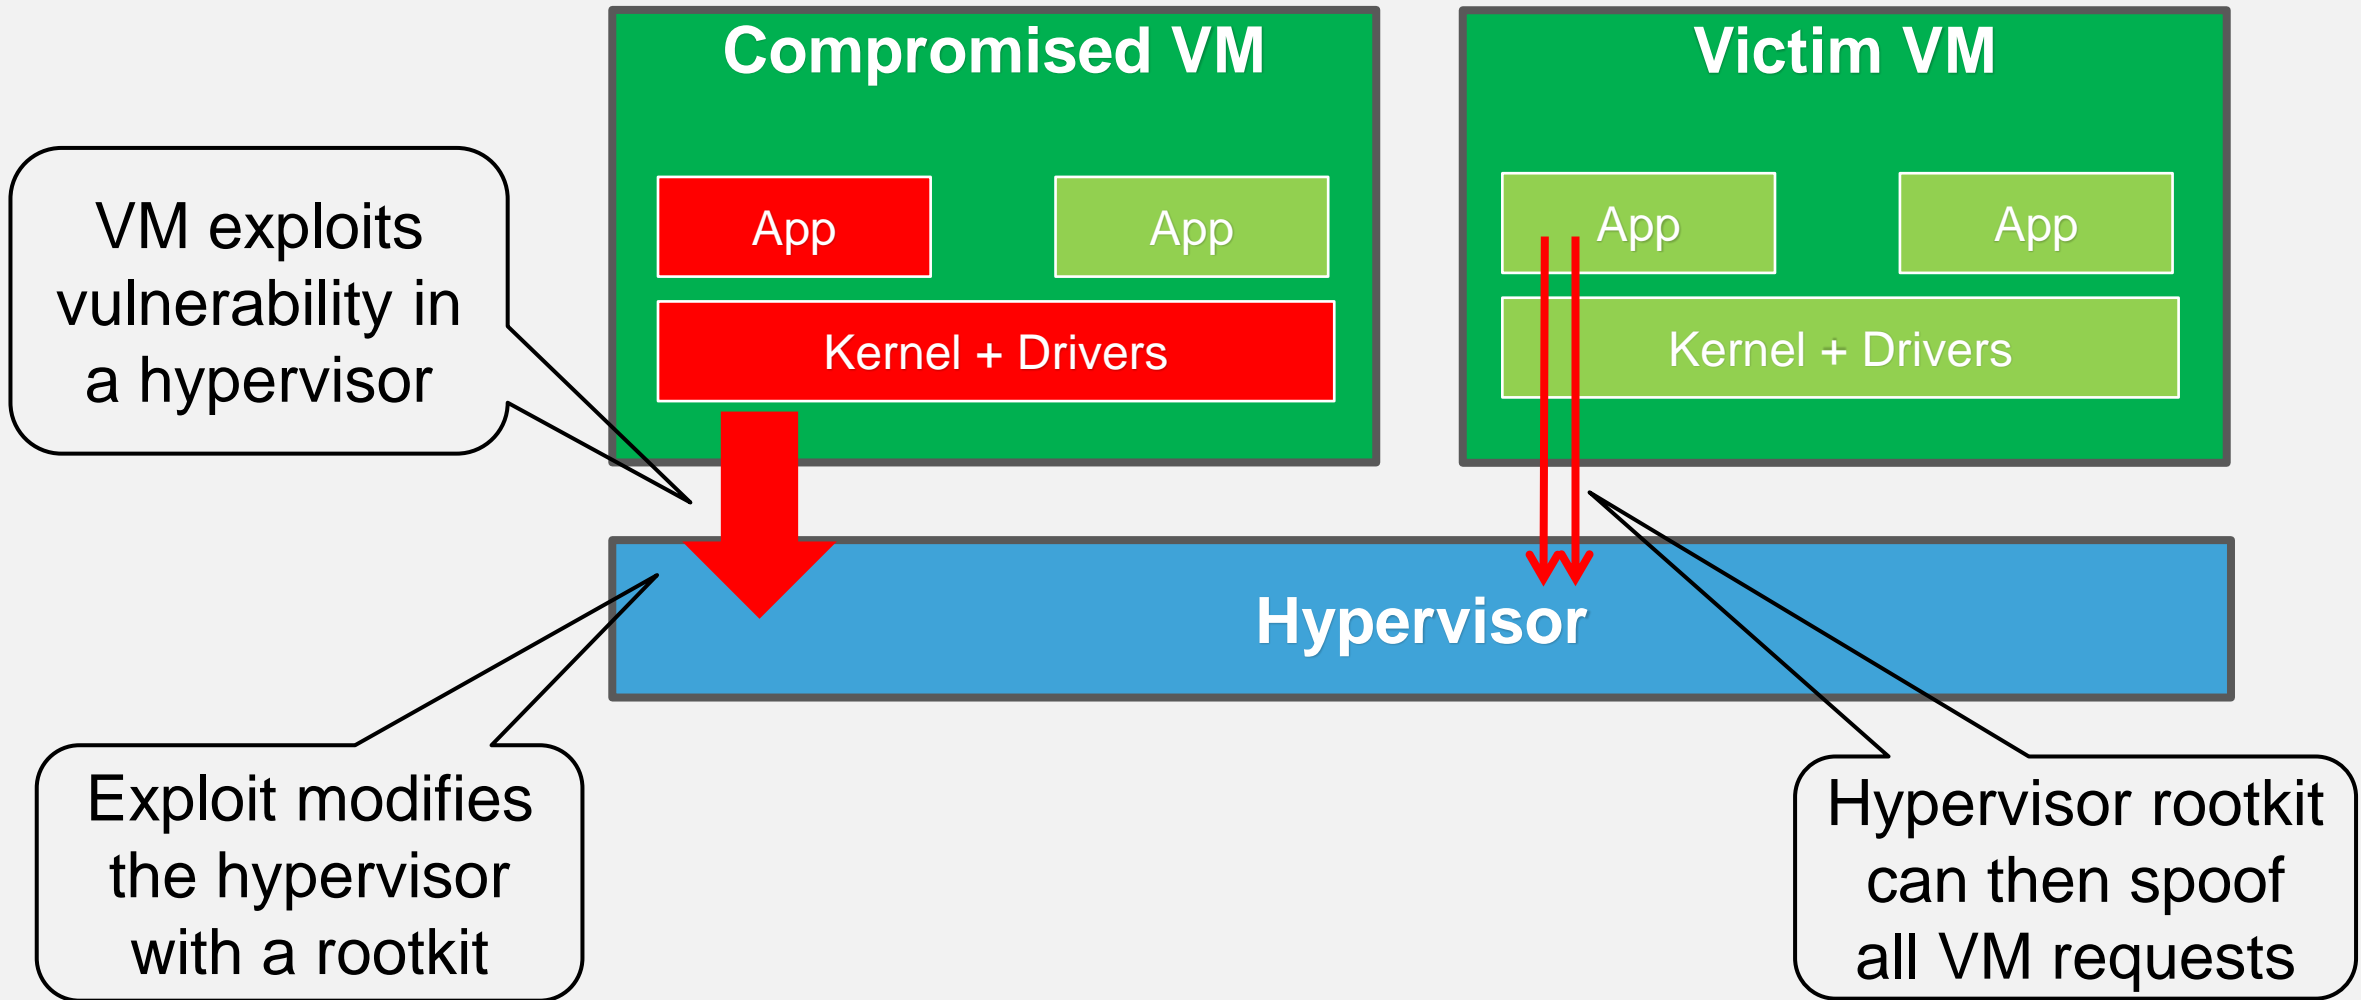 Compromised VM
Victim VM
VM exploits
vulnerability in
a hypervisor
App
App
Kernel + Drivers
App
App
Kernel + Drivers
Hypervisor
Exploit modifies
the hypervisor
with a rootkit
Hypervisor rootkit
can then spoof
all VM requests